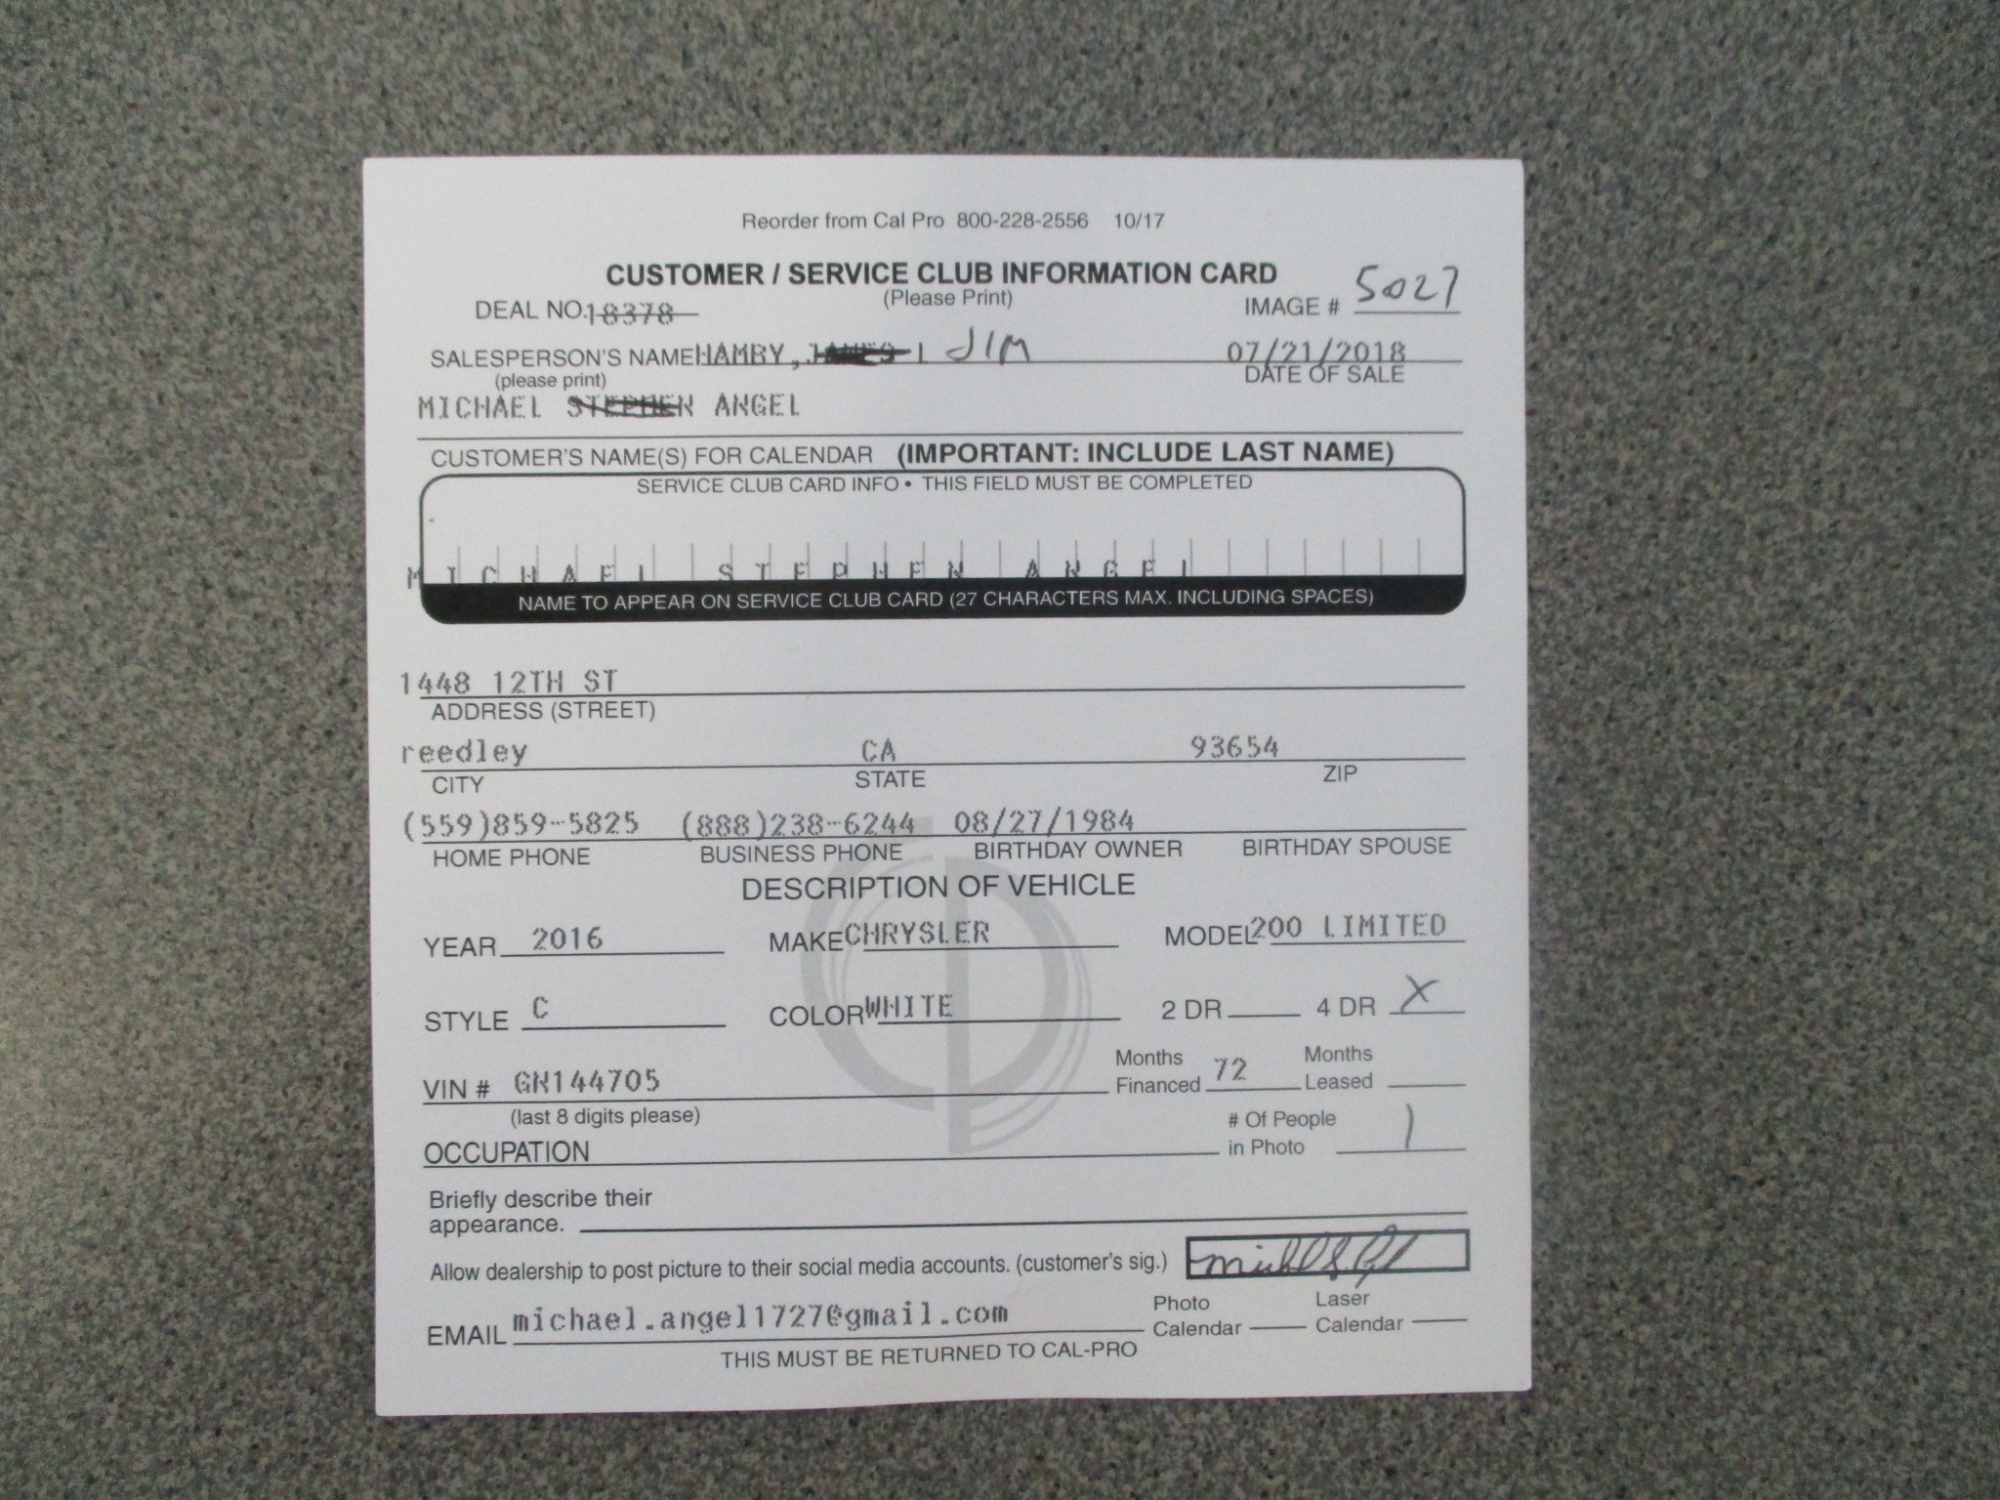 Reorder from Cal Pro 800-228-2556 10/17
CUSTOMER / SERVICE CLUB INFORMATION CARD
(Please Print)
DEAL NO. 18378
IMAGE # 5027
SALESPERSON'S NAME HAMBY, JAMES L JIM 07/21/2018
(please print) DATE OF SALE
MICHAEL STEPHEN ANGEL
CUSTOMER'S NAME(S) FOR CALENDAR (IMPORTANT: INCLUDE LAST NAME)
SERVICE CLUB CARD INFO • THIS FIELD MUST BE COMPLETED
MICHAEL STEPHEN ANGEL
NAME TO APPEAR ON SERVICE CLUB CARD (27 CHARACTERS MAX. INCLUDING SPACES)
1448 12TH ST
ADDRESS (STREET)
reedley CA 93654
CITY STATE ZIP
(559)859-5825 (888)238-6244 08/27/1984
HOME PHONE BUSINESS PHONE BIRTHDAY OWNER BIRTHDAY SPOUSE
DESCRIPTION OF VEHICLE
YEAR 2016 MAKE CHRYSLER MODEL 200 LIMITED
STYLE C COLOR WHITE 2 DR 4 DR X
VIN # GN144705 Months Financed 72 Months Leased
(last 8 digits please)
OCCUPATION # Of People in Photo 1
Briefly describe their
appearance.
Allow dealership to post picture to their social media accounts. (customer's sig.)
EMAIL michael.angel1727@gmail.com Photo Calendar Laser Calendar
THIS MUST BE RETURNED TO CAL-PRO